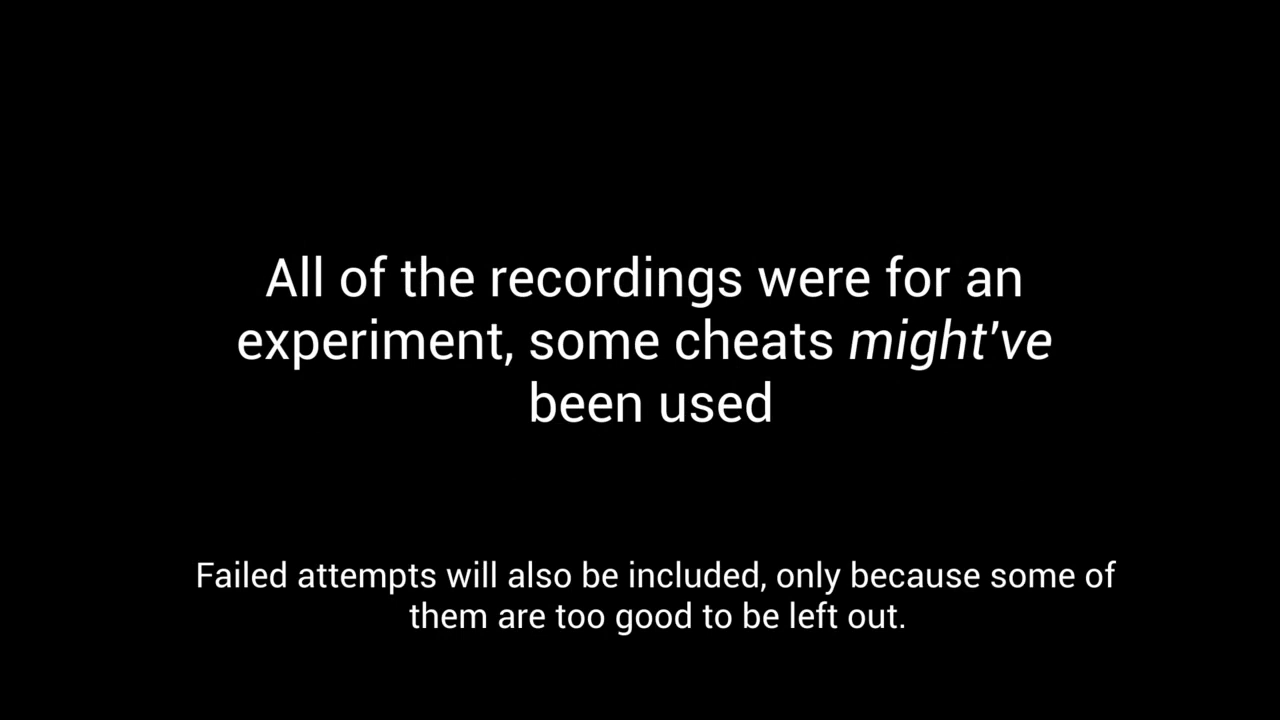 All of the recordings were for an
experiment, some cheats might've
been used
Failed attempts will also be included, only because some of
them are too good to be left out.